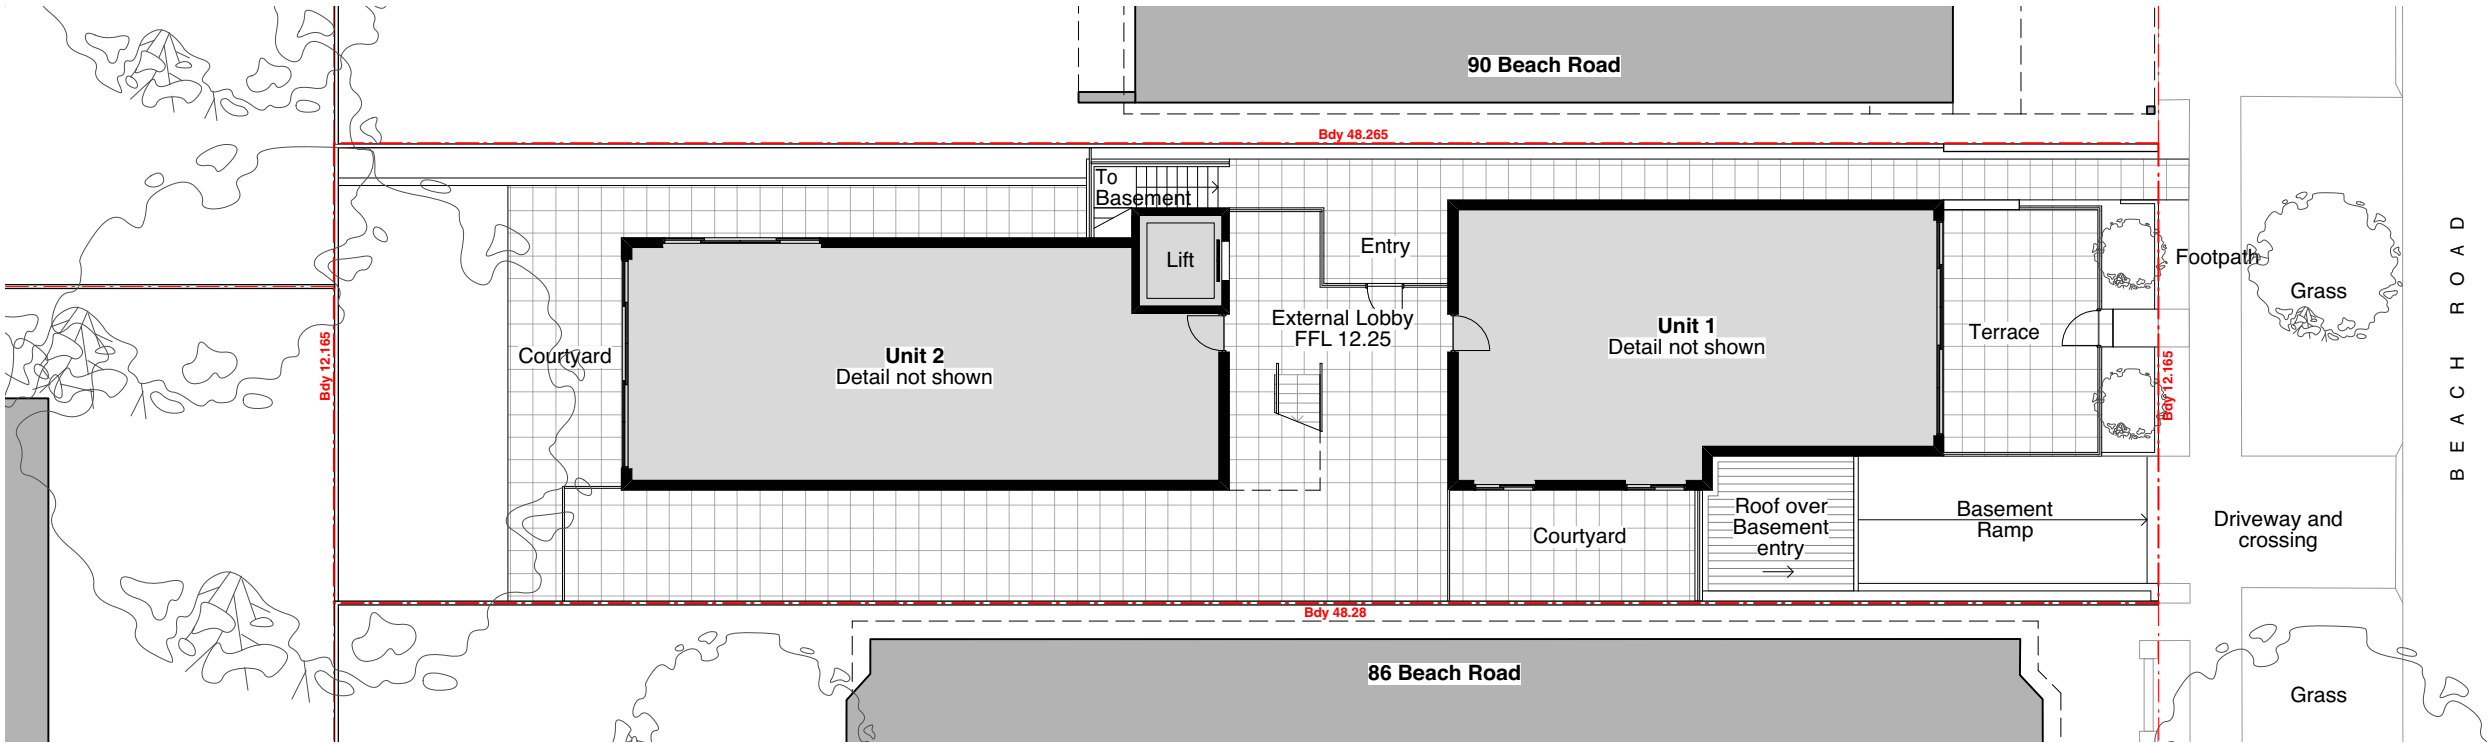 90 Beach Road
Bdy 48.265
To
Basement
Lift
Entry
External Lobby
FFL 12.25
Unit 1
Detail not shown
Unit 2
Detail not shown
Courtyard
Bdy 12.165
Terrace
Footpath
Grass
Bdy 12.165
BEACH ROAD
Courtyard
Roof over
Basement
entry
Basement
Ramp
Driveway and
crossing
Bdy 48.28
86 Beach Road
Grass